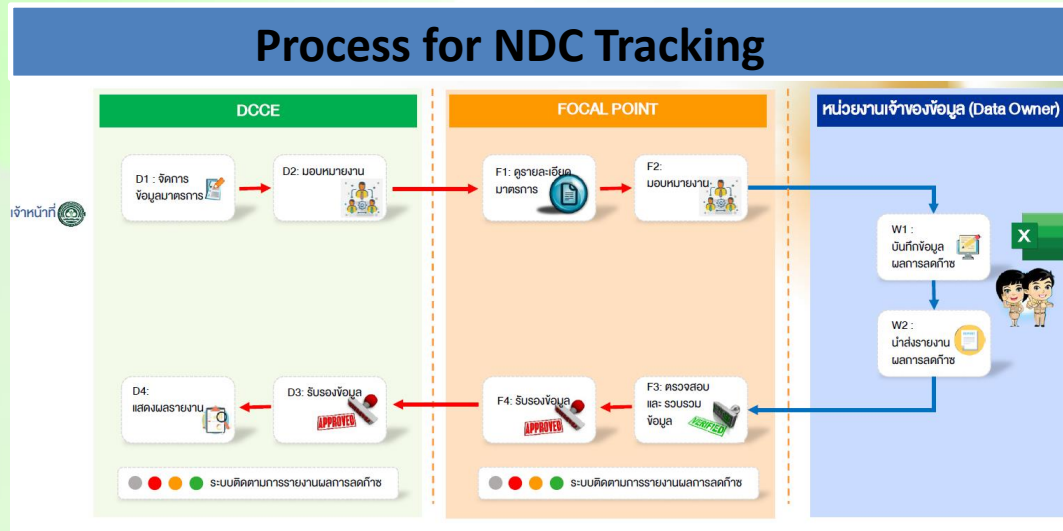 Process for NDC Tracking
DCCE
FOCAL POINT
หน่วยงานเจ้าของข้อมูล (Data Owner)
เจ้าหน้าที่
D1 : จัดการ
ข้อมูลมาตรการ
D2: มอบหมายงาน
F1: ดูรายละเอียด
มาตรการ
F2:
มอบหมายงาน
W1 :
บันทึกข้อมูล
ผลการลดก๊าซ
X
W2 :
นำส่งรายงาน
ผลการลดก๊าซ
D4:
แสดงผลรายงาน
D3: รับรองข้อมูล
APPROVED
F4: รับรองข้อมูล
APPROVED
F3: ตรวจสอบ
และ รวบรวม
ข้อมูล
VERIFIED
ระบบติดตามการรายงานผลการลดก๊าซ
ระบบติดตามการรายงานผลการลดก๊าซ